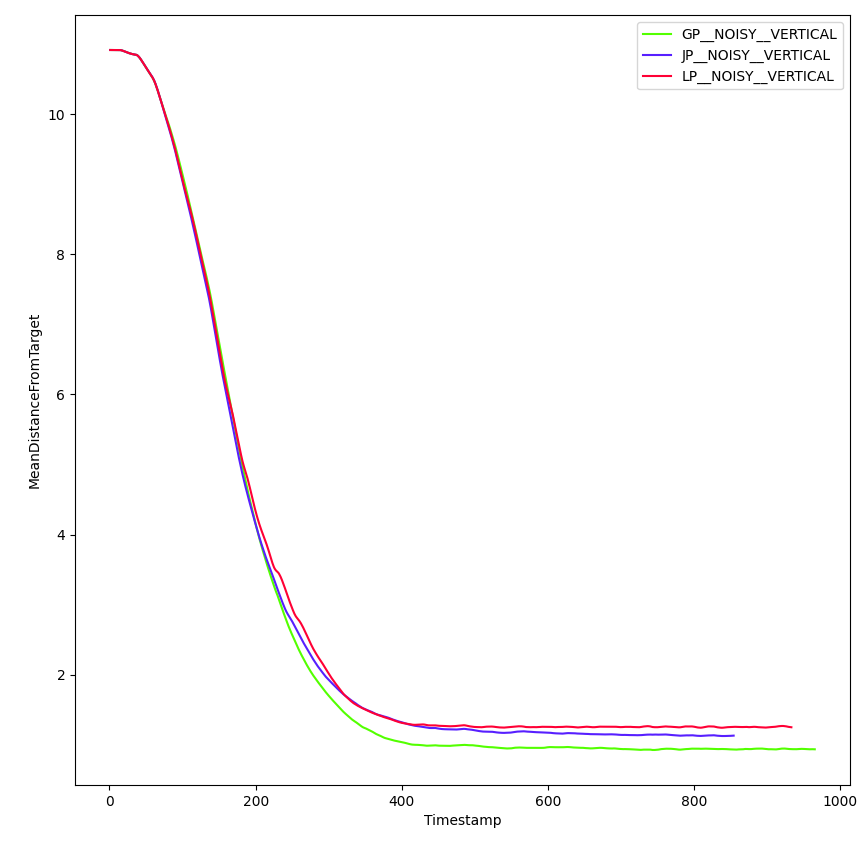 GP__NOISY__VERTICAL
JP__NOISY__VERTICAL
LP__NOISY__VERTICAL
10
8
6
4
2
MeanDistanceFromTarget
0 200 400 600 800 1000
Timestamp